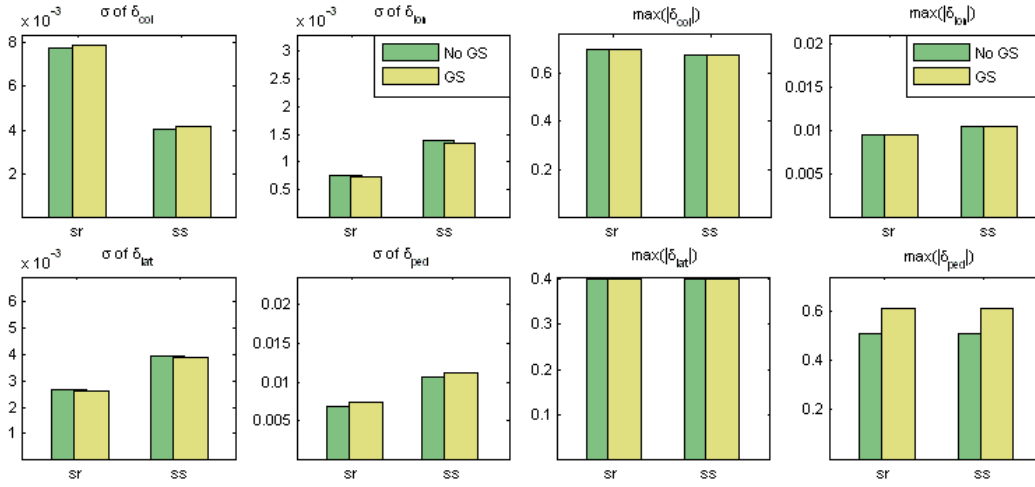 × 10⁻³ σ of δcol
8
6
4
2
sr ss
× 10⁻³ σ of δlon
3
2.5
2
1.5
1
0.5
No GS
GS
sr ss
max(|δcol|)
0.6
0.4
0.2
sr ss
max(|δlon|)
0.02
0.015
0.01
0.005
No GS
GS
sr ss
× 10⁻³ σ of δlat
6
5
4
3
2
1
sr ss
σ of δped
0.02
0.015
0.01
0.005
sr ss
max(|δlat|)
0.4
0.3
0.2
0.1
sr ss
max(|δped|)
0.6
0.4
0.2
sr ss